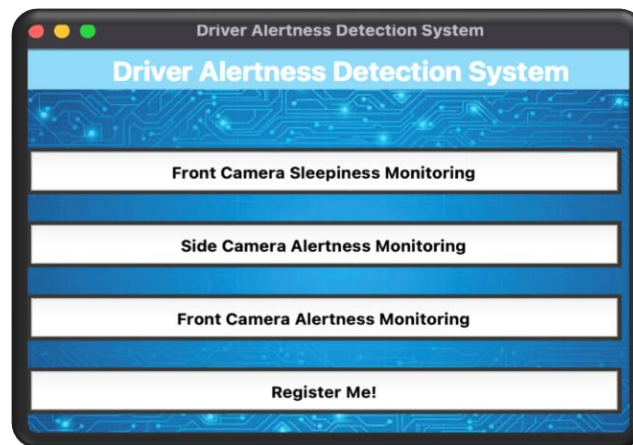 Driver Alertness Detection System
Driver Alertness Detection System
Front Camera Sleepiness Monitoring
Side Camera Alertness Monitoring
Front Camera Alertness Monitoring
Register Me!